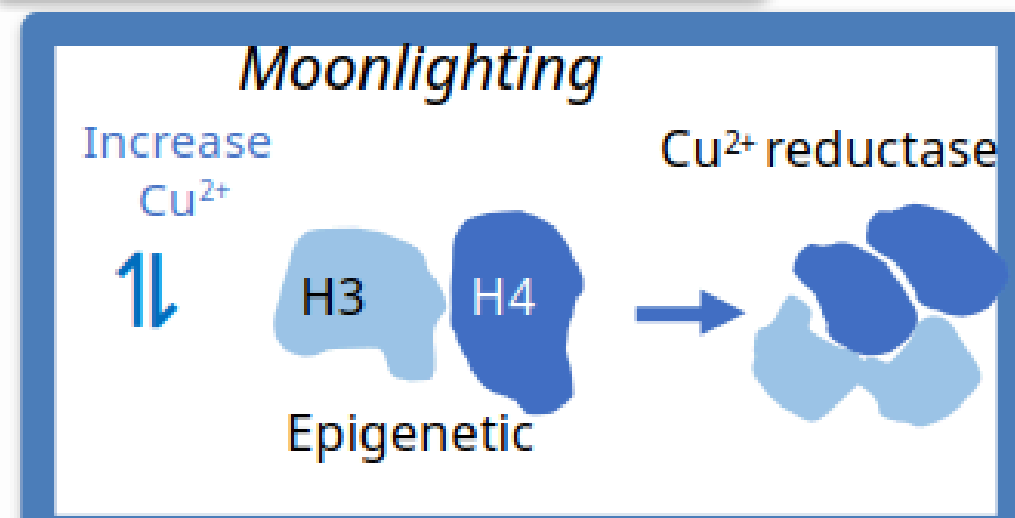 Moonlighting
Increase
Cu²⁺
Cu²⁺ reductase
H3
H4
Epigenetic